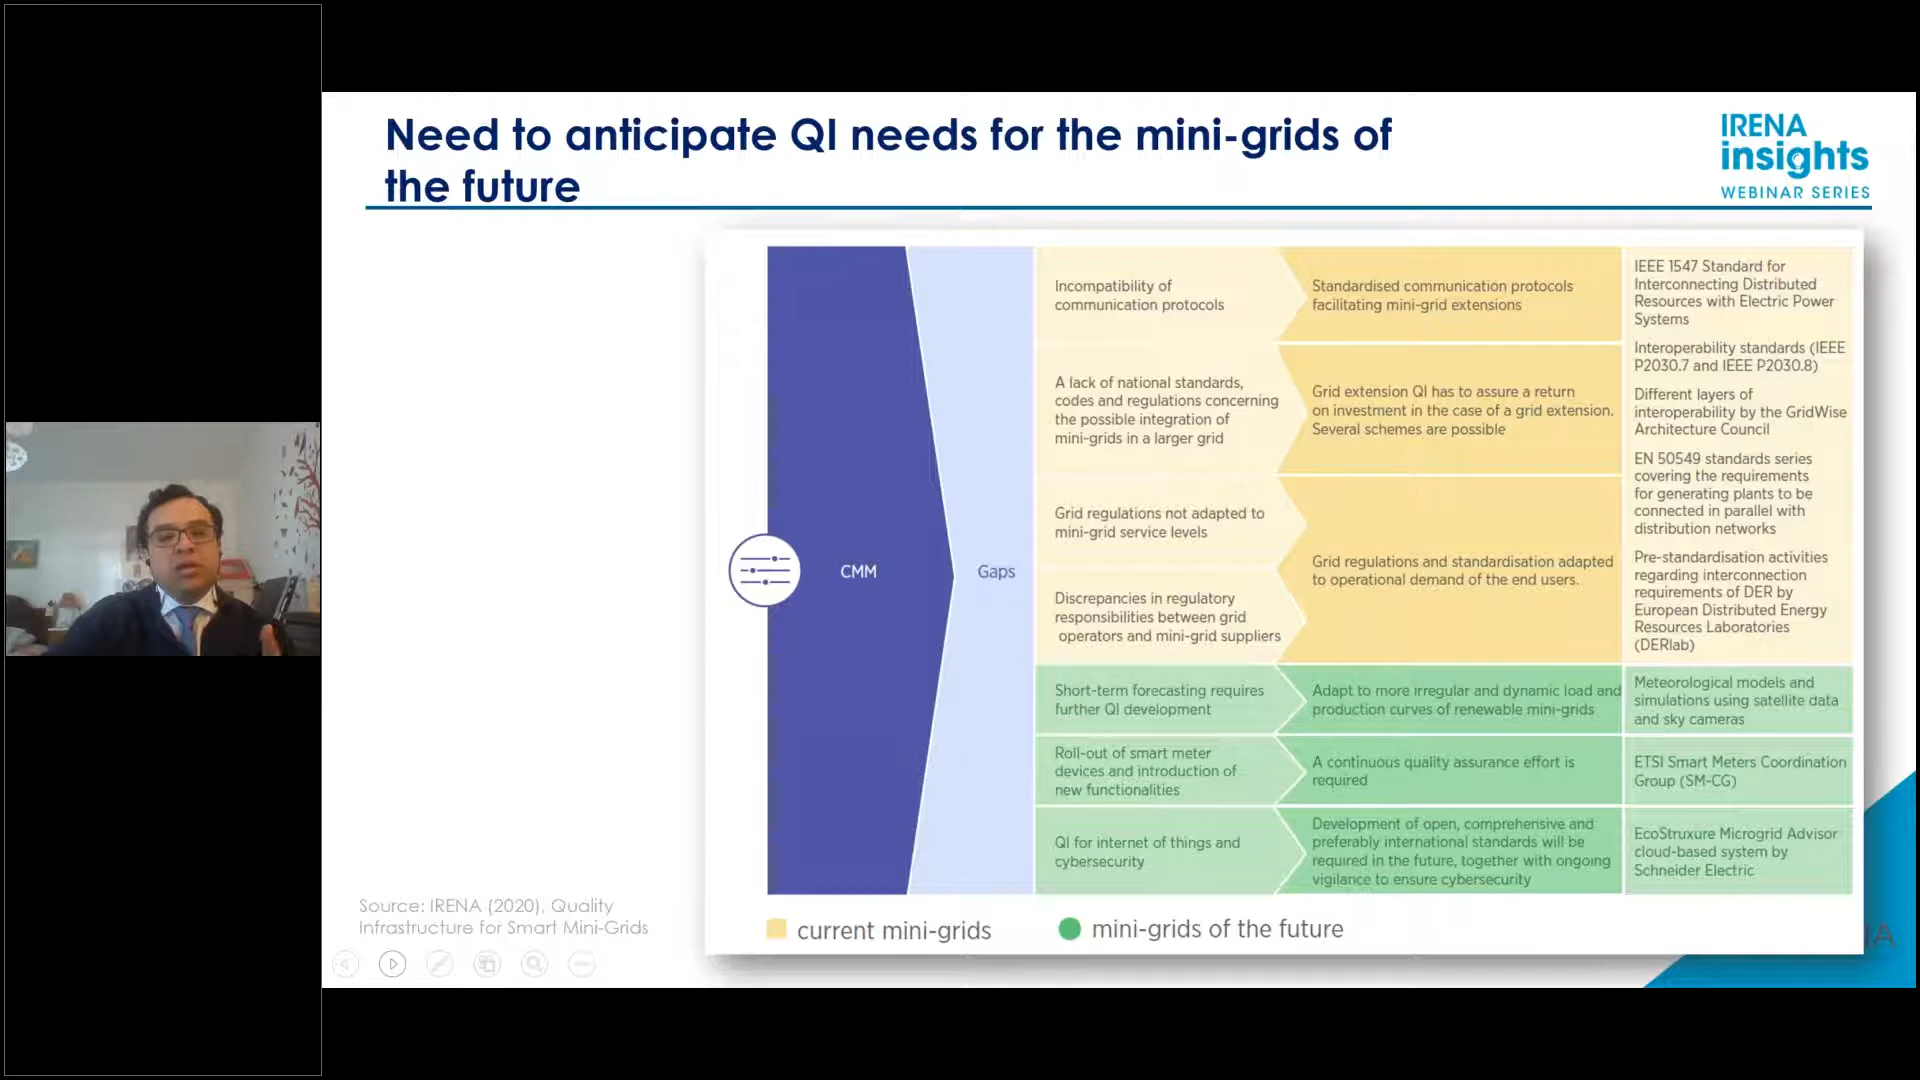 Need to anticipate QI needs for the mini-grids of
the future
IRENA
insights
WEBINAR SERIES
CMM
Gaps
Incompatibility of
communication protocols
Standardised communication protocols
facilitating mini-grid extensions
A lack of national standards,
codes and regulations concerning
the possible integration of
mini-grids in a larger grid
Grid extension QI has to assure a return
on investment in the case of a grid extension.
Several schemes are possible
Grid regulations not adapted to
mini-grid service levels
Discrepancies in regulatory
responsibilities between grid
operators and mini-grid suppliers
Grid regulations and standardisation adapted
to operational demand of the end users.
IEEE 1547 Standard for
Interconnecting Distributed
Resources with Electric Power
Systems
Interoperability standards (IEEE
P2030.7 and IEEE P2030.8)
Different layers of
interoperability by the GridWise
Architecture Council
EN 50549 standards series
covering the requirements
for generating plants to be
connected in parallel with
distribution networks
Pre-standardisation activities
regarding interconnection
requirements of DER by
European Distributed Energy
Resources Laboratories
(DERlab)
Short-term forecasting requires
further QI development
Adapt to more irregular and dynamic load and
production curves of renewable mini-grids
Meteorological models and
simulations using satellite data
and sky cameras
Roll-out of smart meter
devices and introduction of
new functionalities
A continuous quality assurance effort is
required
ETSI Smart Meters Coordination
Group (SM-CG)
QI for internet of things and
cybersecurity
Development of open, comprehensive and
preferably international standards will be
required in the future, together with ongoing
vigilance to ensure cybersecurity
EcoStruxure Microgrid Advisor
cloud-based system by
Schneider Electric
current mini-grids
mini-grids of the future
Source: IRENA (2020), Quality
Infrastructure for Smart Mini-Grids